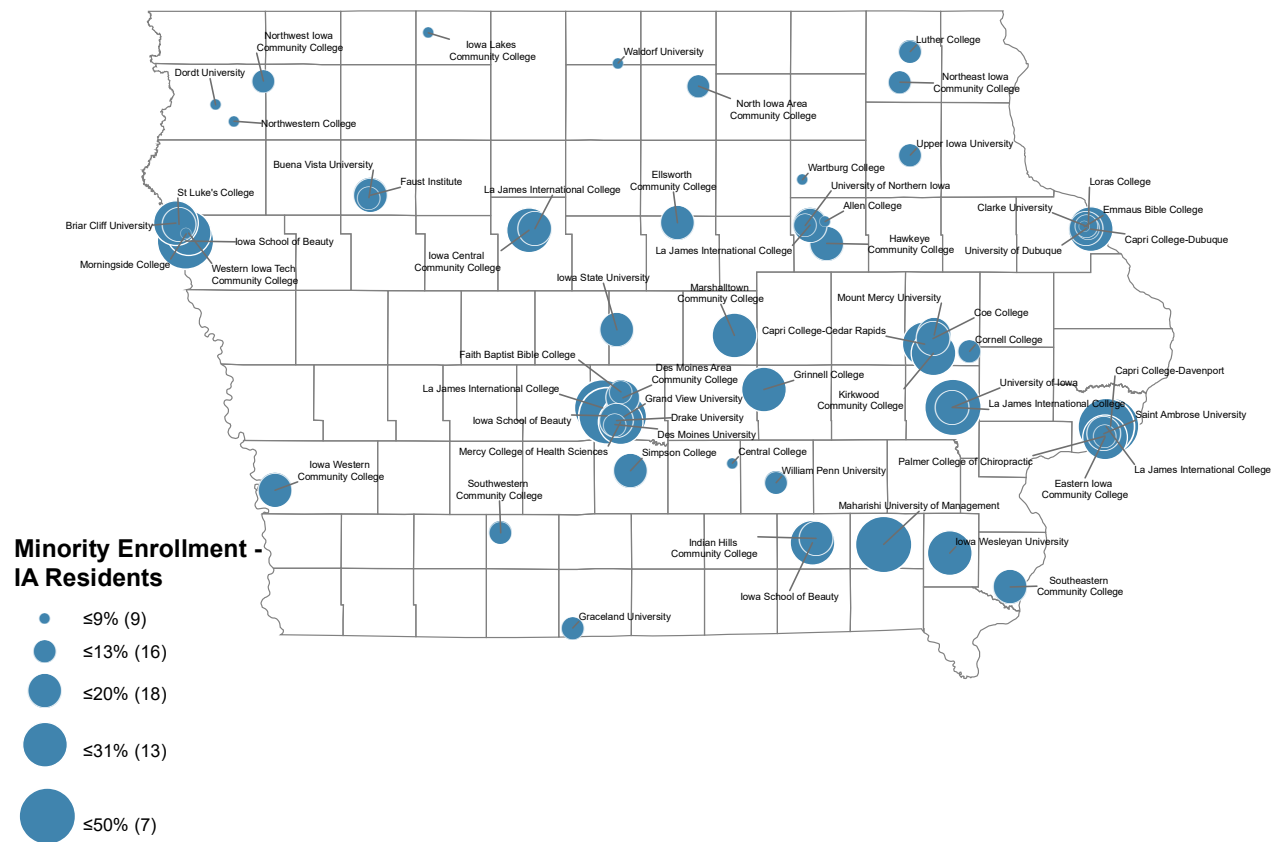 Northwest Iowa
Community College
Iowa Lakes
Community College
Waldorf University
Luther College
Dordt University
Northeast Iowa
Community College
North Iowa Area
Community College
Northwestern College
Upper Iowa University
Buena Vista University
Faust Institute
Ellsworth
Community College
Wartburg College
St Luke's College
La James International College
University of Northern Iowa
Loras College
Briar Cliff University
Allen College
Clarke University
Emmaus Bible College
Iowa School of Beauty
Iowa Central
Community College
La James International College
Hawkeye
Community College
University of Dubuque
Capri College-Dubuque
Morningside College
Western Iowa Tech
Community College
Iowa State University
Marshalltown
Community College
Mount Mercy University
Coe College
Capri College-Cedar Rapids
Cornell College
Faith Baptist Bible College
Des Moines Area
Community College
Grinnell College
Capri College-Davenport
La James International College
Grand View University
Kirkwood
Community College
University of Iowa
La James International College
Iowa School of Beauty
Drake University
Saint Ambrose University
Des Moines University
Mercy College of Health Sciences
Simpson College
Central College
Palmer College of Chiropractic
Iowa Western
Community College
William Penn University
La James International College
Southwestern
Community College
Eastern Iowa
Community College
Maharishi University of Management
Indian Hills
Community College
Iowa Wesleyan University
Iowa School of Beauty
Southeastern
Community College
Graceland University
Minority Enrollment -
IA Residents
≤9% (9)
≤13% (16)
≤20% (18)
≤31% (13)
≤50% (7)